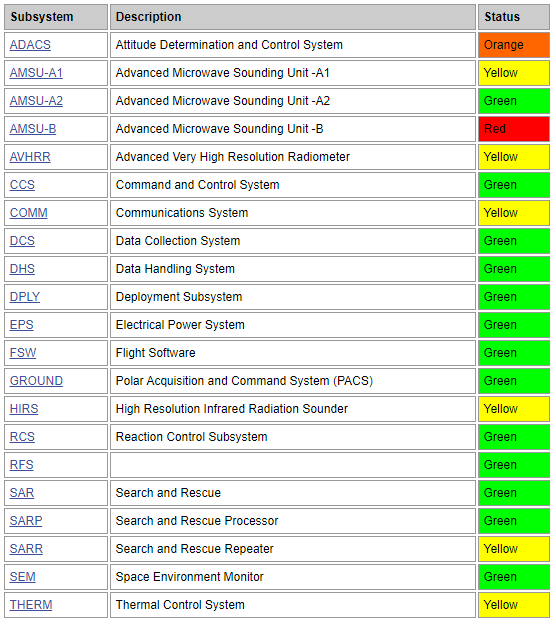 Subsystem Description Status
ADACS Attitude Determination and Control System Orange
AMSU-A1 Advanced Microwave Sounding Unit -A1 Yellow
AMSU-A2 Advanced Microwave Sounding Unit -A2 Green
AMSU-B Advanced Microwave Sounding Unit -B Red
AVHRR Advanced Very High Resolution Radiometer Yellow
CCS Command and Control System Green
COMM Communications System Yellow
DCS Data Collection System Green
DHS Data Handling System Green
DPLY Deployment Subsystem Green
EPS Electrical Power System Green
FSW Flight Software Green
GROUND Polar Acquisition and Command System (PACS) Green
HIRS High Resolution Infrared Radiation Sounder Yellow
RCS Reaction Control Subsystem Green
RFS Green
SAR Search and Rescue Green
SARP Search and Rescue Processor Green
SARR Search and Rescue Repeater Yellow
SEM Space Environment Monitor Green
THERM Thermal Control System Yellow